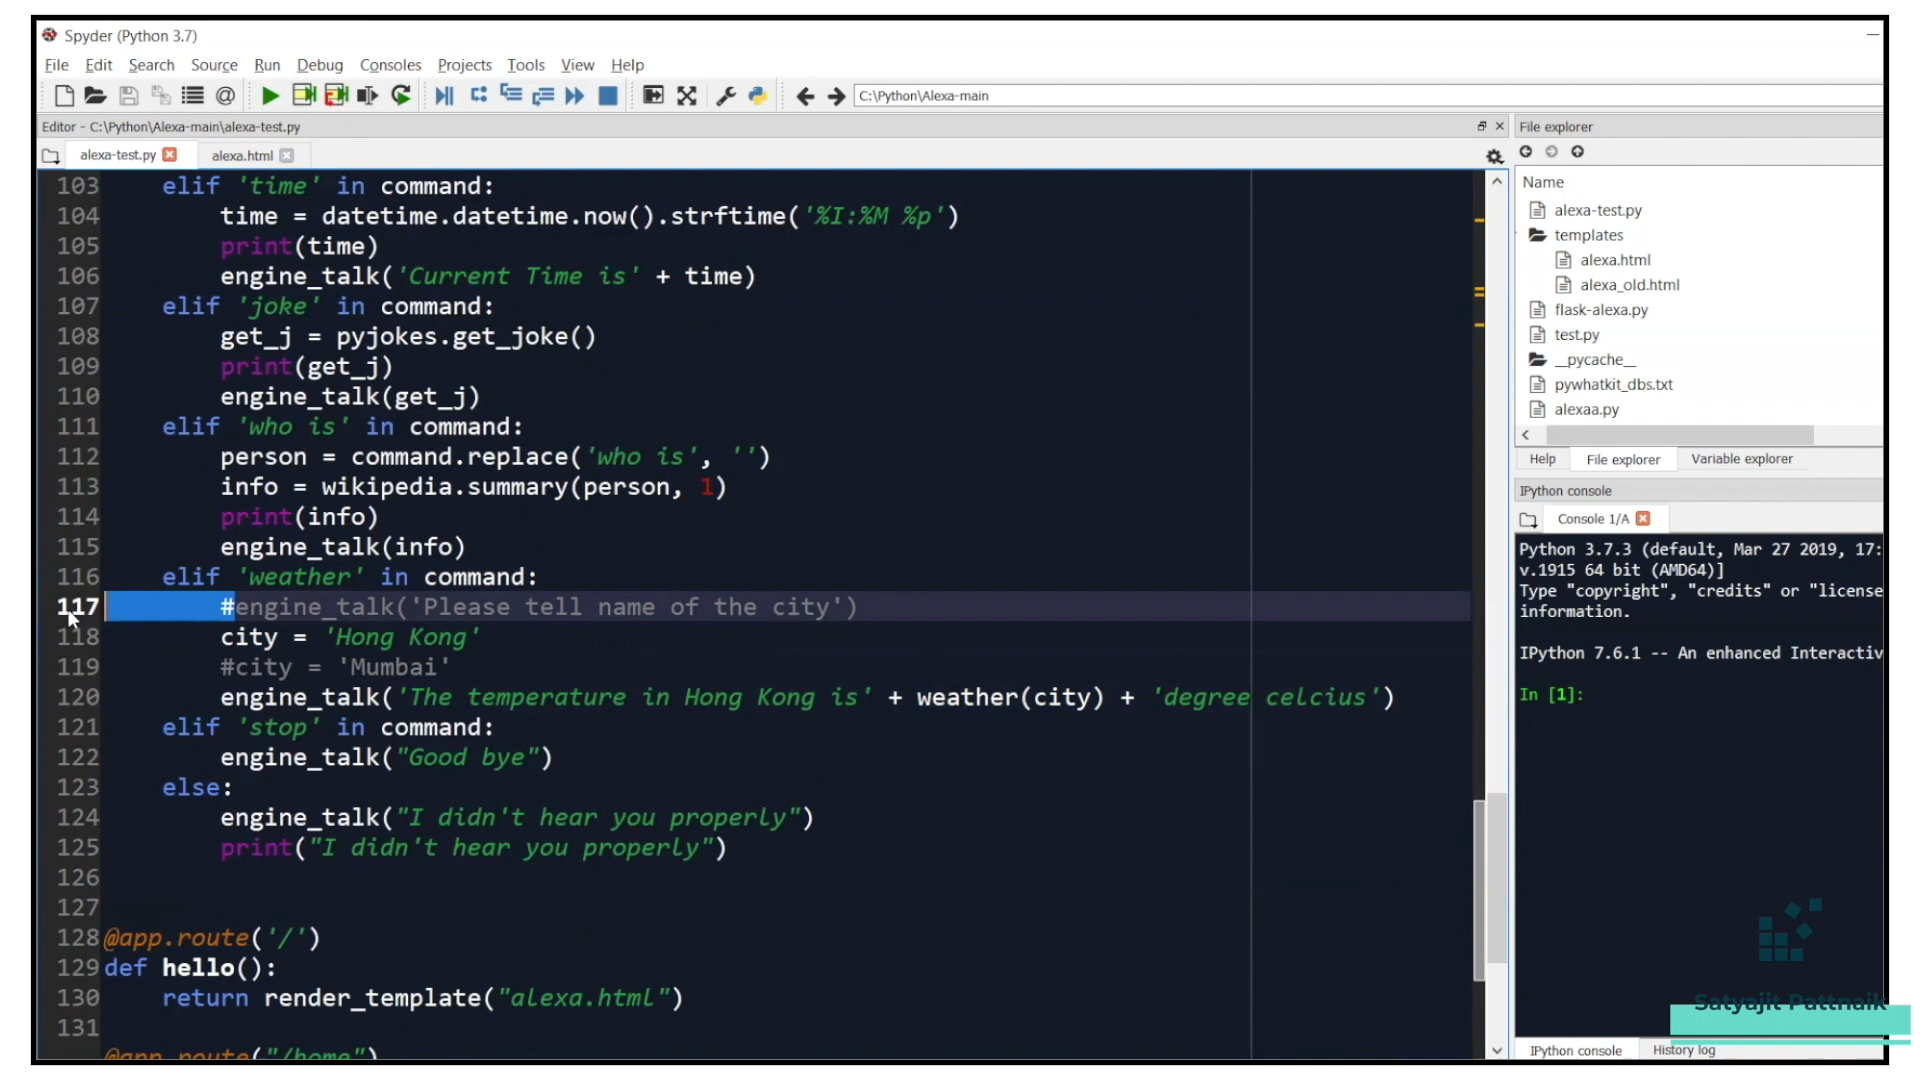 Spyder (Python 3.7)
File Edit Search Source Run Debug Consoles Projects Tools View Help
C:\Python\Alexa-main
Editor - C:\Python\Alexa-main\alexa-test.py
alexa-test.py alexa.html
103 elif 'time' in command:
104 time = datetime.datetime.now().strftime('%I:%M %p')
105 print(time)
106 engine_talk('Current Time is' + time)
107 elif 'joke' in command:
108 get_j = pyjokes.get_joke()
109 print(get_j)
110 engine_talk(get_j)
111 elif 'who is' in command:
112 person = command.replace('who is', '')
113 info = wikipedia.summary(person, 1)
114 print(info)
115 engine_talk(info)
116 elif 'weather' in command:
117 #engine_talk('Please tell name of the city')
118 city = 'Hong Kong'
119 #city = 'Mumbai'
120 engine_talk('The temperature in Hong Kong is' + weather(city) + 'degree celcius')
121 elif 'stop' in command:
122 engine_talk("Good bye")
123 else:
124 engine_talk("I didn't hear you properly")
125 print("I didn't hear you properly")
126
127
128 @app.route('/')
129 def hello():
130 return render_template("alexa.html")
131
@app.route("/home")
File explorer
Name
alexa-test.py
templates
alexa.html
alexa_old.html
flask-alexa.py
test.py
__pycache__
pywhatkit_dbs.txt
alexaa.py
Help File explorer Variable explorer
IPython console
Console 1/A
Python 3.7.3 (default, Mar 27 2019, 17:
v.1915 64 bit (AMD64)]
Type "copyright", "credits" or "license
information.
IPython 7.6.1 -- An enhanced Interactiv
In [1]:
Satyajit Pattnaik
IPython console History log